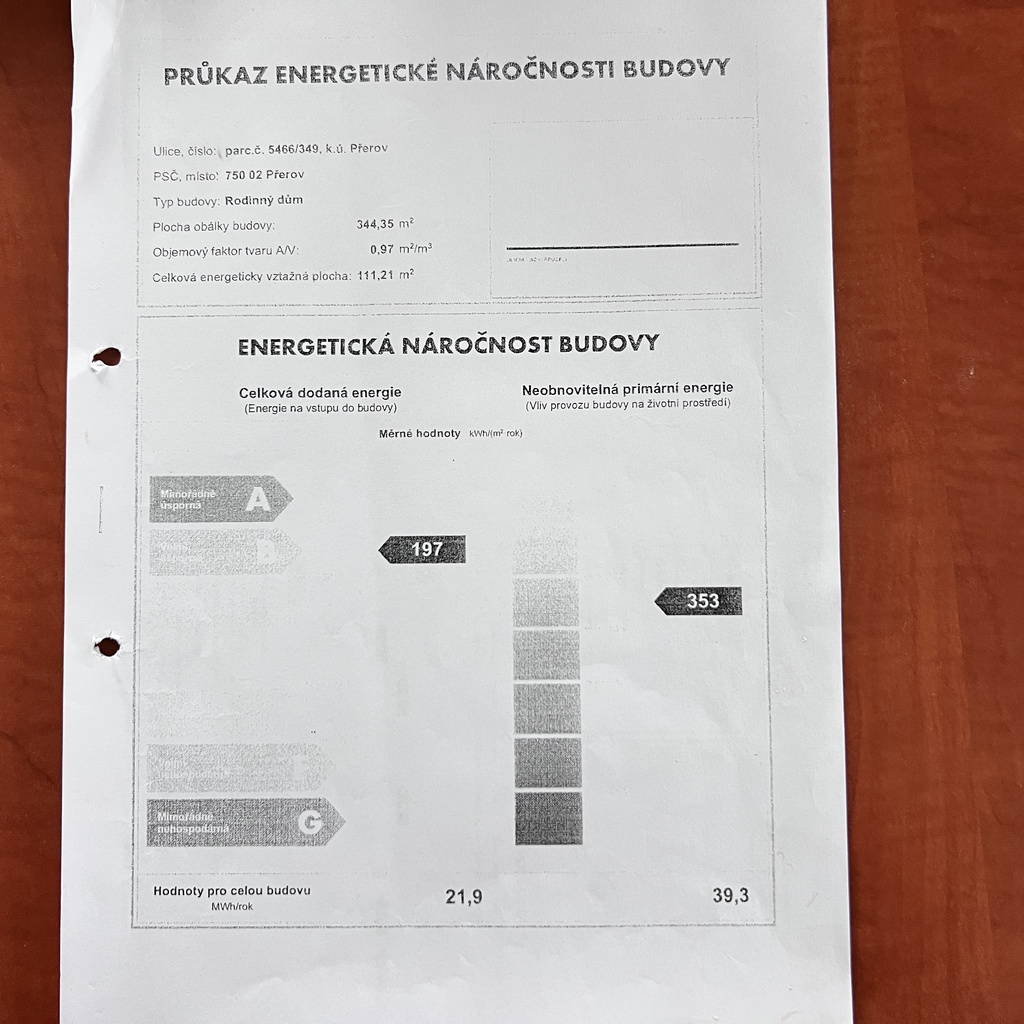 PRŮKAZ ENERGETICKÉ NÁROČNOSTI BUDOVY
Ulice, číslo: parc.č. 5466/349, k.ú. Přerov
PSČ, místo: 750 02 Přerov
Typ budovy: Rodinný dům
Plocha obálky budovy: 344,35 m²
Objemový faktor tvaru A/V: 0,97 m²/m³
Celková energeticky vztažná plocha: 111,21 m²
ENERGETICKÁ NÁROČNOST BUDOVY
Celková dodaná energie
(Energie na vstupu do budovy)
Neobnovitelná primární energie
(Vliv provozu budovy na životní prostředí)
Měrné hodnoty kWh/(m² rok)
Mimořádně
úsporná
A
B
197
353
Velmi
nehospodárná
F
Mimořádně
nehospodárná
G
Hodnoty pro celou budovu
MWh/rok
21,9
39,3